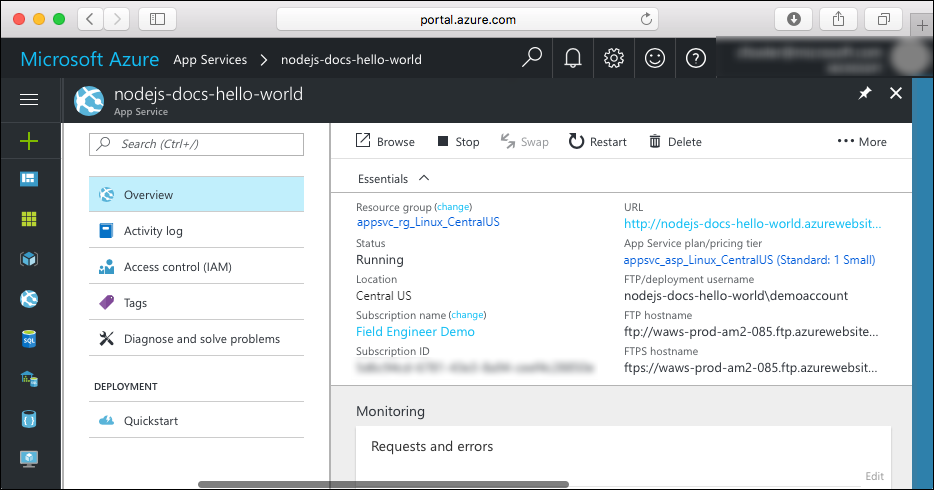 portal.azure.com
Microsoft Azure App Services > nodejs-docs-hello-world
nodejs-docs-hello-world
App Service
Search (Ctrl+/)
Overview
Activity log
Access control (IAM)
Tags
Diagnose and solve problems
DEPLOYMENT
Quickstart
Browse Stop Swap Restart Delete ••• More
Essentials
Resource group (change)
appsvc_rg_Linux_CentralUS
Status
Running
Location
Central US
Subscription name (change)
Field Engineer Demo
Subscription ID
URL
http://nodejs-docs-hello-world.azurewebsit...
App Service plan/pricing tier
appsvc_asp_Linux_CentralUS (Standard: 1 Small)
FTP/deployment username
nodejs-docs-hello-world\demoaccount
FTP hostname
ftp://waws-prod-am2-085.ftp.azurewebsite...
FTPS hostname
ftps://waws-prod-am2-085.ftp.azurewebsit...
Monitoring
Requests and errors
Edit
SQL